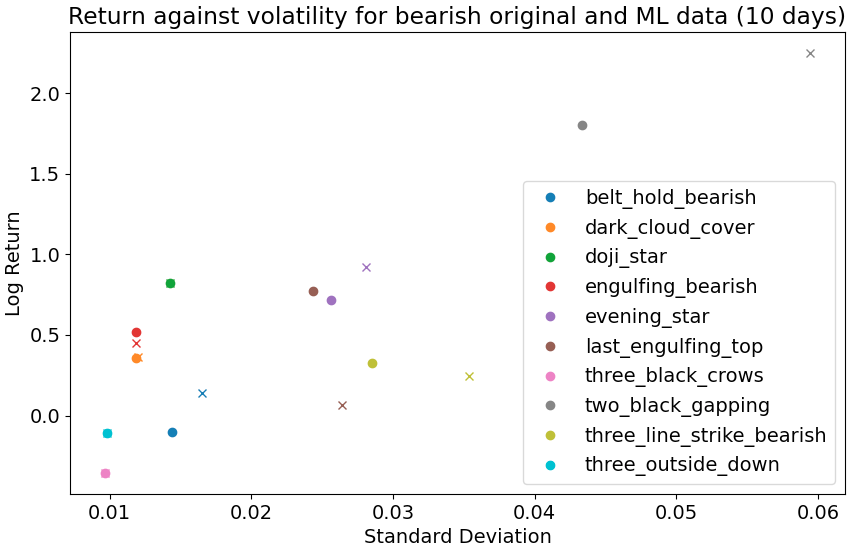 Return against volatility for bearish original and ML data (10 days)
Log Return
2.0
1.5
1.0
0.5
0.0
belt_hold_bearish
dark_cloud_cover
doji_star
engulfing_bearish
evening_star
last_engulfing_top
three_black_crows
two_black_gapping
three_line_strike_bearish
three_outside_down
0.01 0.02 0.03 0.04 0.05 0.06
Standard Deviation